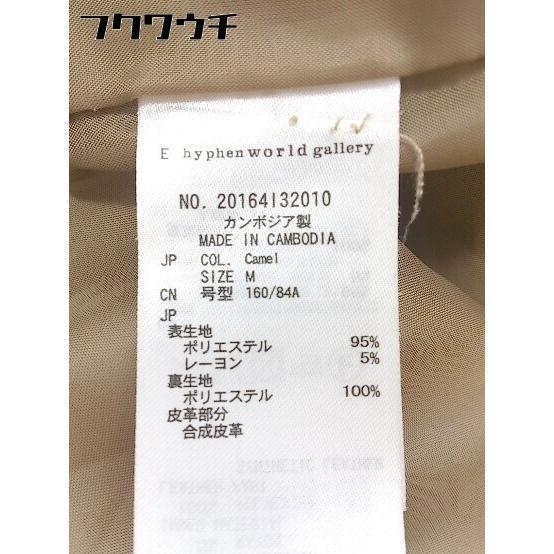 フクワウチ
E hyphen world gallery
NO. 20164I32010
カンボジア製
MADE IN CAMBODIA
JP COL. Camel
SIZE M
CN 号型 160/84A
JP
表生地
ポリエステル 95%
レーヨン 5%
裏生地
ポリエステル 100%
皮革部分
合成皮革